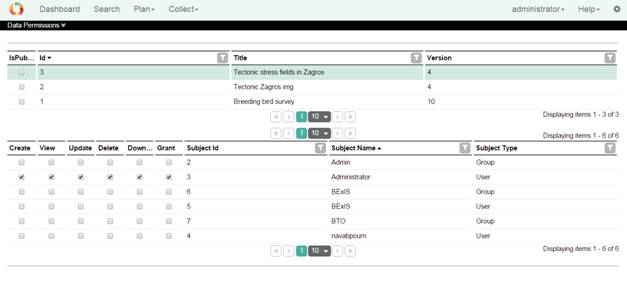 Dashboard Search Plan Collect administrator Help
Data Permissions
IsPub... Id Title Version
3 Tectonic stress fields in Zagros 4
2 Tectonic Zagros img 4
1 Breeding bird survey 10
1 10 Displaying items 1 - 3 of 3
1 10 Displaying items 1 - 6 of 6
Create View Update Delete Down... Grant Subject Id Subject Name Subject Type
2 Admin Group
3 Administrator User
6 BExIS Group
5 BExIS User
7 BTO Group
4 navabpourn User
1 10 Displaying items 1 - 6 of 6